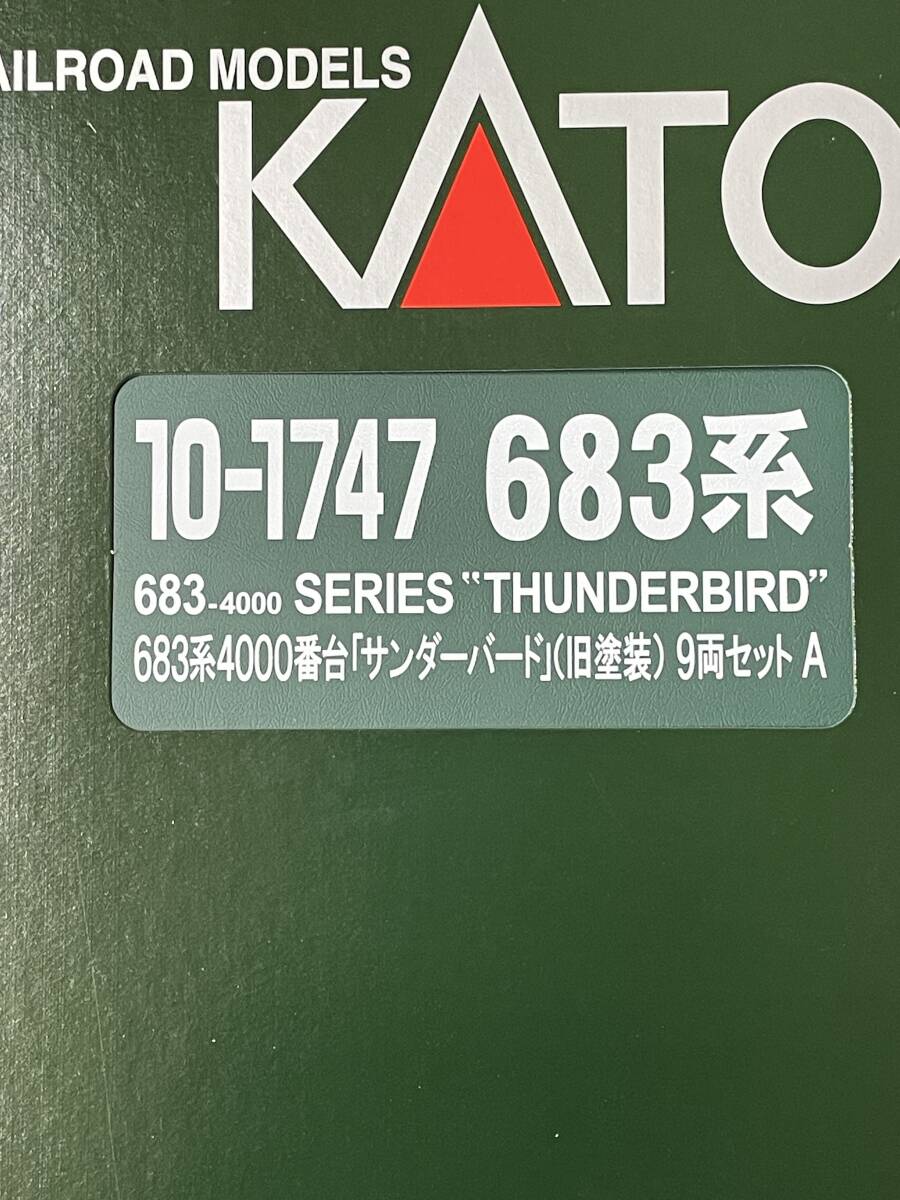 AILROAD MODELS
KATO
10-1747 683系
683-4000 SERIES "THUNDERBIRD"
683系4000番台「サンダーバード」(旧塗装) 9両セット A